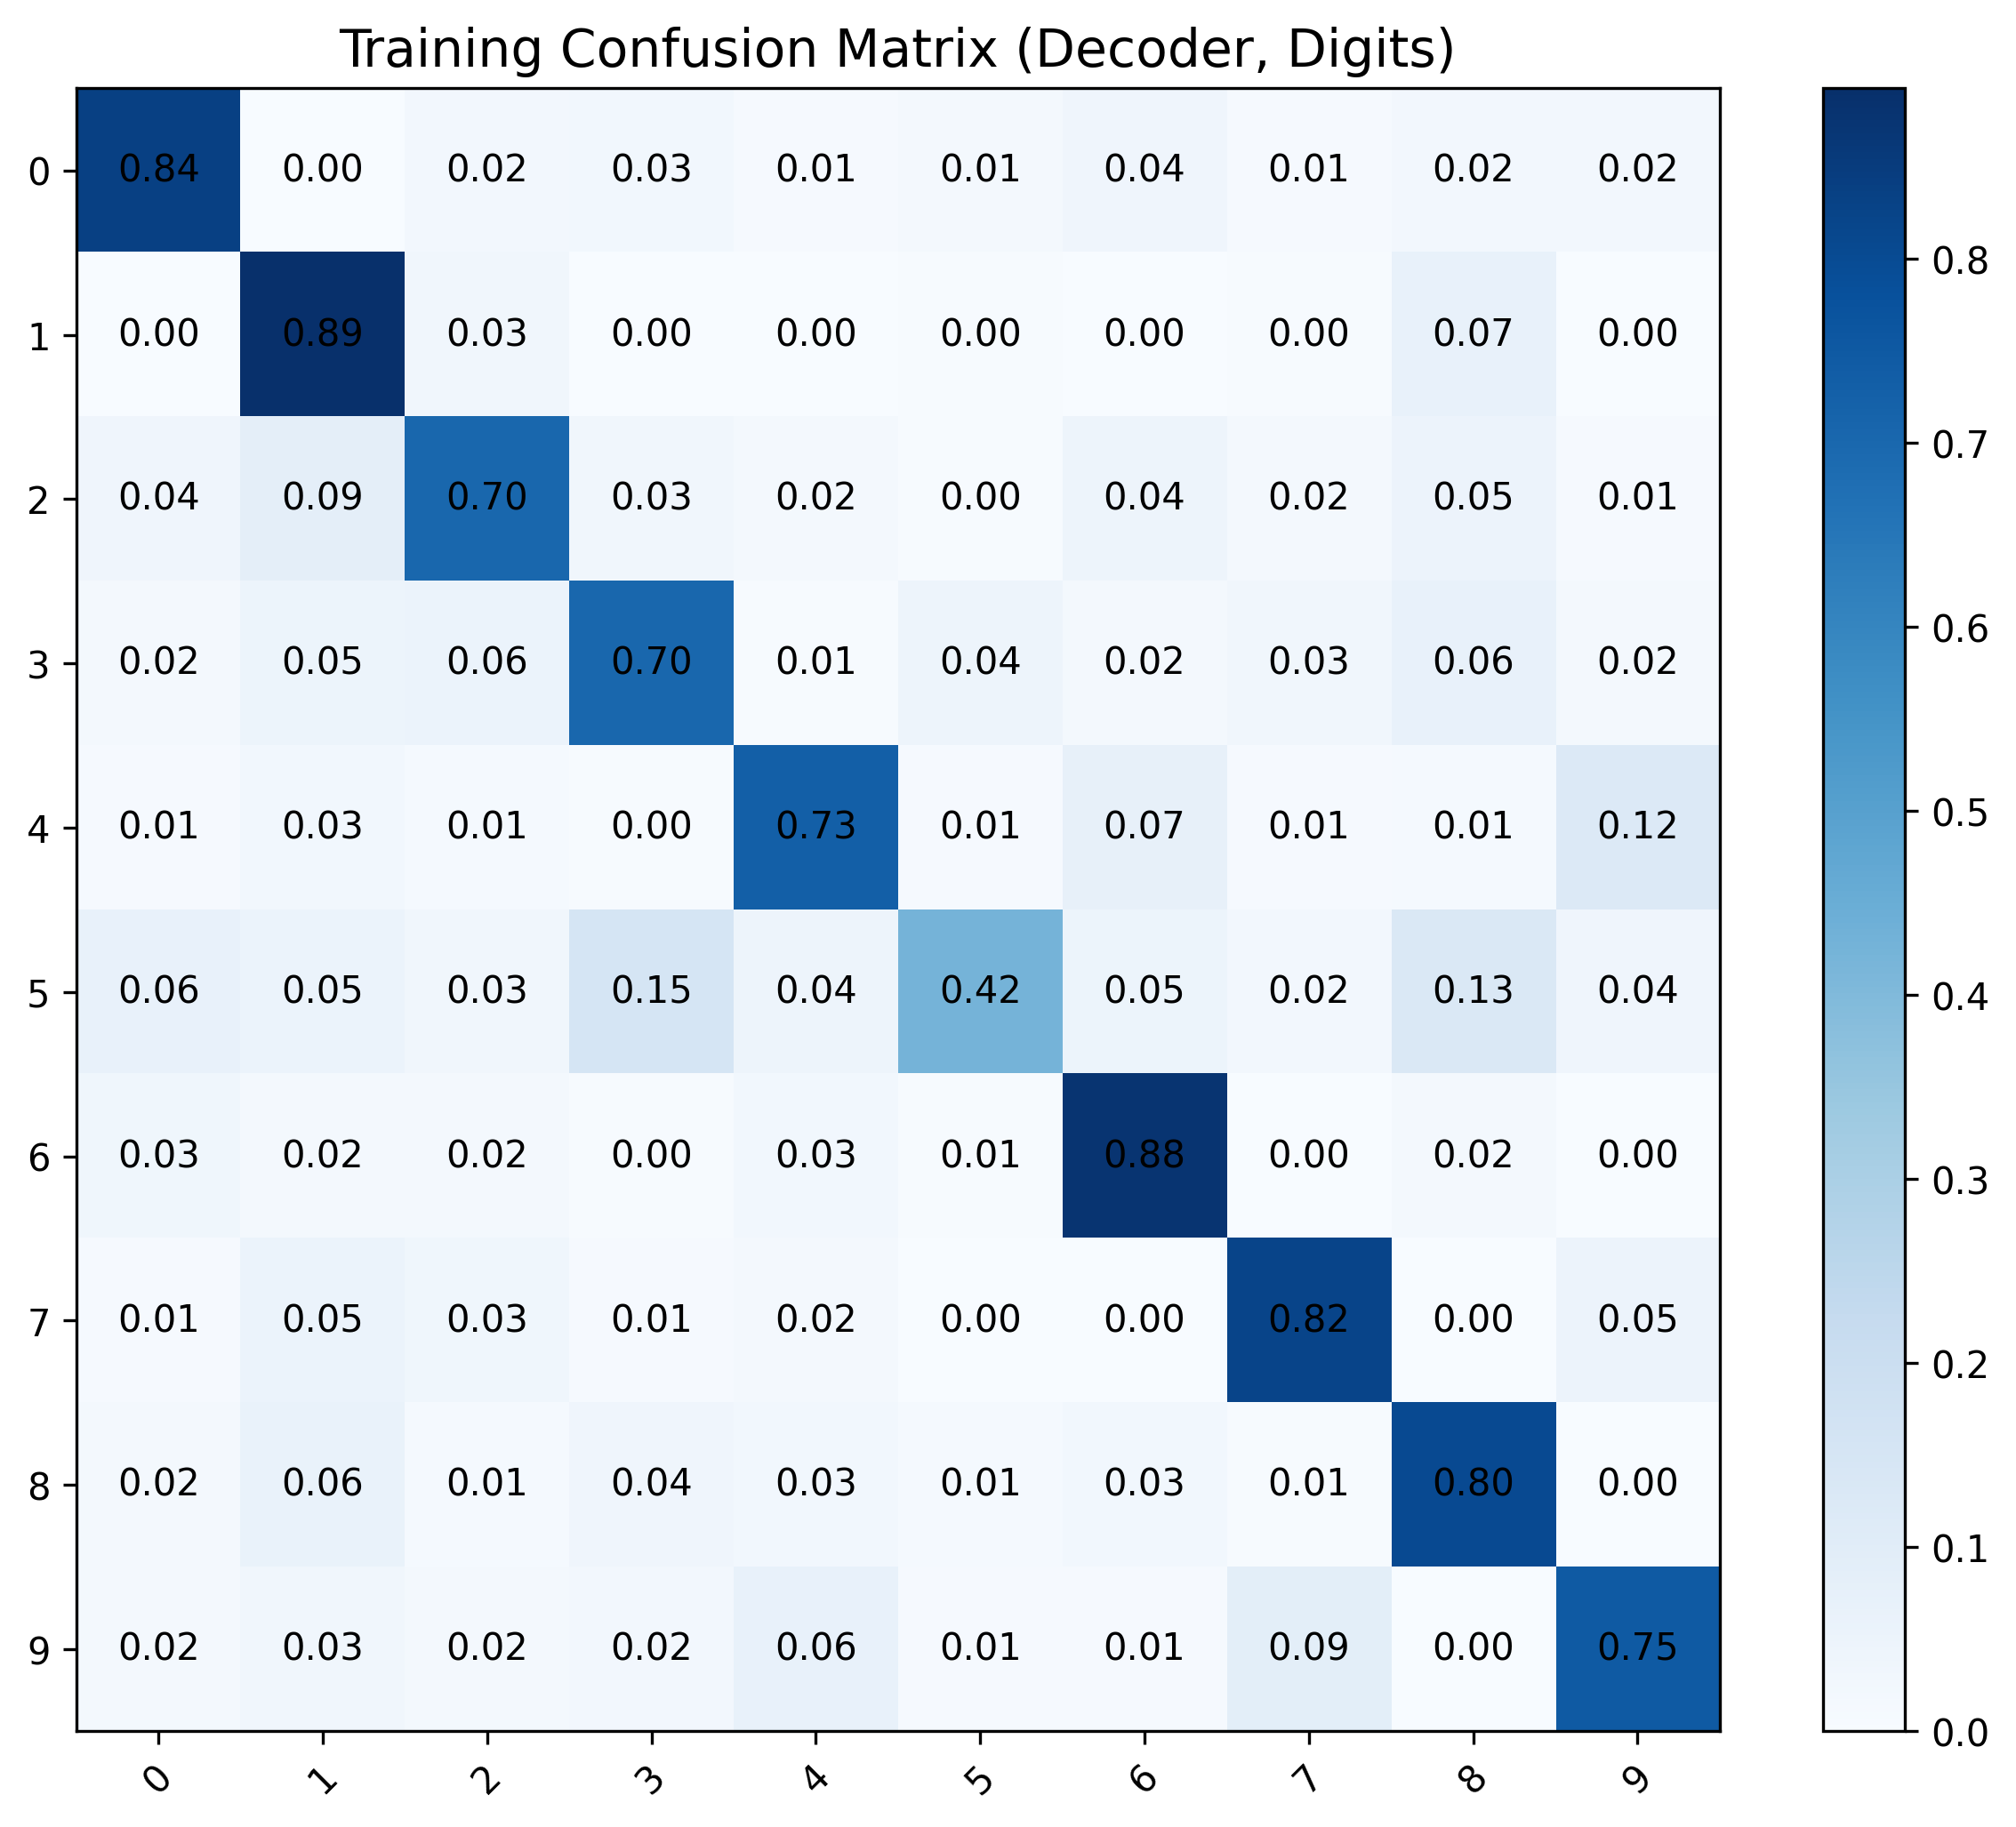 Training Confusion Matrix (Decoder, Digits)
0 0.84 0.00 0.02 0.03 0.01 0.01 0.04 0.01 0.02 0.02
1 0.00 0.89 0.03 0.00 0.00 0.00 0.00 0.00 0.07 0.00
2 0.04 0.09 0.70 0.03 0.02 0.00 0.04 0.02 0.05 0.01
3 0.02 0.05 0.06 0.70 0.01 0.04 0.02 0.03 0.06 0.02
4 0.01 0.03 0.01 0.00 0.73 0.01 0.07 0.01 0.01 0.12
5 0.06 0.05 0.03 0.15 0.04 0.42 0.05 0.02 0.13 0.04
6 0.03 0.02 0.02 0.00 0.03 0.01 0.88 0.00 0.02 0.00
7 0.01 0.05 0.03 0.01 0.02 0.00 0.00 0.82 0.00 0.05
8 0.02 0.06 0.01 0.04 0.03 0.01 0.03 0.01 0.80 0.00
9 0.02 0.03 0.02 0.02 0.06 0.01 0.01 0.09 0.00 0.75
0 1 2 3 4 5 6 7 8 9
0.8
0.7
0.6
0.5
0.4
0.3
0.2
0.1
0.0